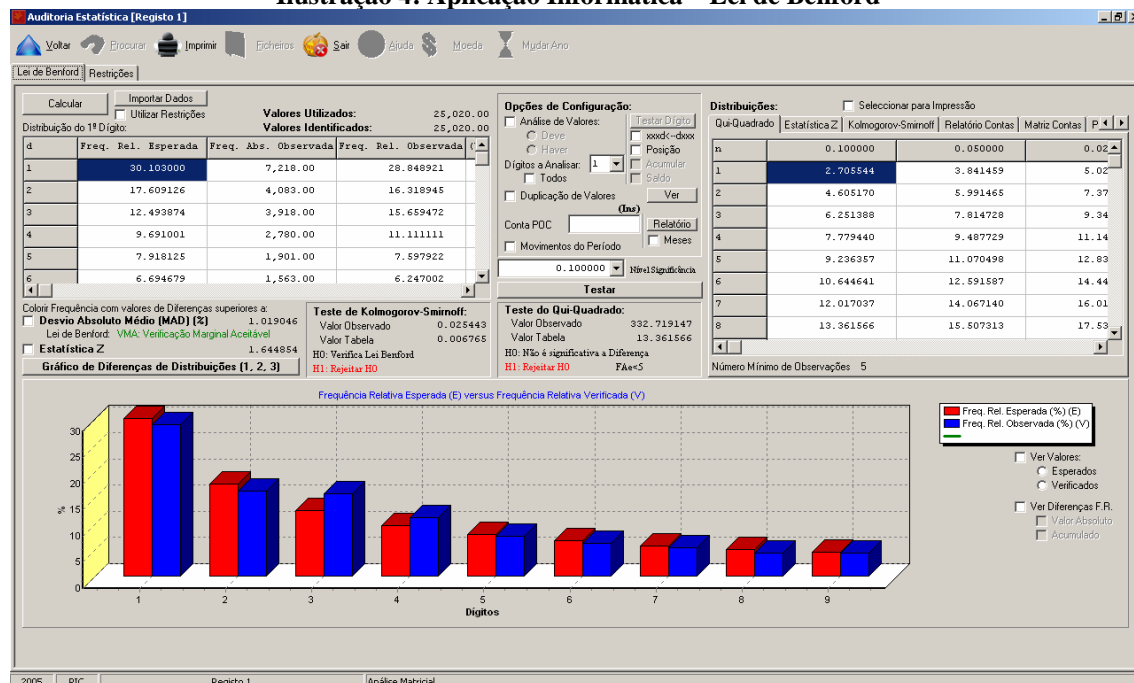 Ilustração 4: Aplicação Informática – Lei de Benford
Auditoria Estatística [Registo 1]
Voltar Procurar Imprimir Ficheiros Sair Ajuda Moeda Mudar Ano
Lei de Benford Restrições
Calcular Importar Dados
Utilizar Restrições
Valores Utilizados: 25,020.00
Distribuição do 1º Dígito: Valores Identificados: 25,020.00
d Freq. Rel. Esperada Freq. Abs. Observada Freq. Rel. Observada
1 30.103000 7,218.00 28.848921
2 17.609126 4,083.00 16.318945
3 12.493874 3,918.00 15.659472
4 9.691001 2,780.00 11.111111
5 7.918125 1,901.00 7.597922
6 6.694679 1,563.00 6.247002
Colorir Frequência com valores de Diferenças superiores a:
Desvio Absoluto Médio (MAD) (%) 1.019046
Lei de Benford: VMA: Verificação Marginal Aceitável
Estatística Z 1.644854
Gráfico de Diferenças de Distribuições (1, 2, 3)
Teste de Kolmogorov-Smirnoff:
Valor Observado 0.025443
Valor Tabela 0.006765
H0: Verifica Lei Benford
H1: Rejeitar H0
Opções de Configuração:
Análise de Valores: Testar Dígito
Deve xxxd<--dxxx
Haver Posição
Dígitos a Analisar: 1 Acumular
Todos Saldo
Duplicação de Valores Ver
(Ins)
Conta POC Relatório
Movimentos do Período Meses
0.100000 Nível Significância
Testar
Teste do Qui-Quadrado:
Valor Observado 332.719147
Valor Tabela 13.361566
H0: Não é significativa a Diferença
H1: Rejeitar H0 FAe<5
Distribuições: Seleccionar para Impressão
Qui-Quadrado Estatística Z Kolmogorov-Smirnoff Relatório Contas Matriz Contas P
n 0.100000 0.050000 0.02
1 2.705544 3.841459 5.02
2 4.605170 5.991465 7.37
3 6.251388 7.814728 9.34
4 7.779440 9.487729 11.14
5 9.236357 11.070498 12.83
6 10.644641 12.591587 14.44
7 12.017037 14.067140 16.01
8 13.361566 15.507313 17.53
Número Mínimo de Observações 5
Frequência Relativa Esperada (E) versus Frequência Relativa Verificada (V)
30
25
20
15
10
5
0
%
1 2 3 4 5 6 7 8 9
Dígitos
Freq. Rel. Esperada (%) (E)
Freq. Rel. Observada (%) (V)
Ver Valores:
Esperados
Verificados
Ver Diferenças F.R.
Valor Absoluto
Acumulado
2005 PIC Registo 1 Análise Matricial